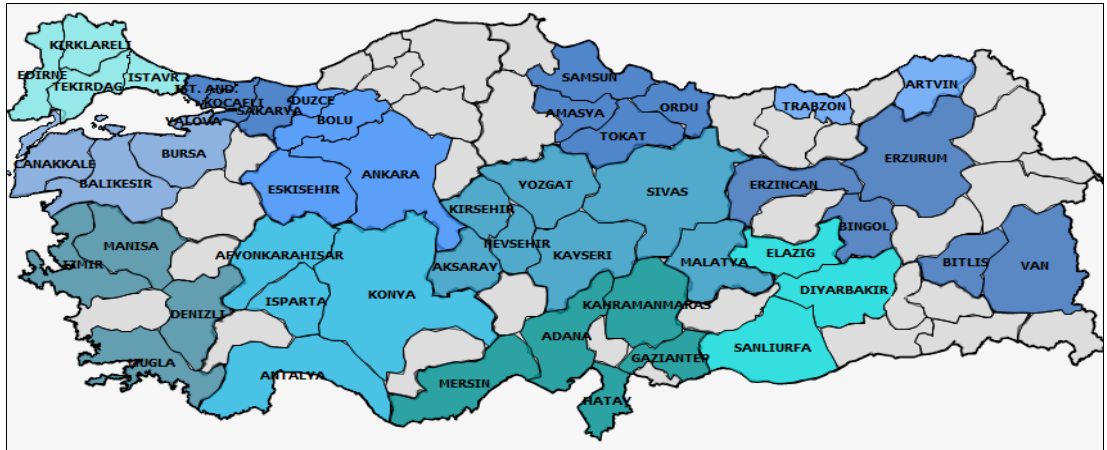 KIRKLARELI
EDIRNE
ISTAVR
TEKIRDAG
IST. AND.
KOCAELI
DUZCE
SAKARYA
BOLU
YALOVA
SAMSUN
AMASYA
ORDU
TOKAT
TRABZON
ARTVIN
CANAKKALE
BURSA
BALIKESIR
ESKISEHIR
ANKARA
YOZGAT
SIVAS
ERZINCAN
ERZURUM
KIRSEHIR
NEVSEHIR
BINGOL
MANISA
IZMIR
AFYONKARAHISAR
AKSARAY
KAYSERI
MALATYA
ELAZIG
BITLIS
VAN
DIYARBAKIR
DENIZLI
ISPARTA
KONYA
KAHRAMANMARAS
ADANA
GAZIANTEP
SANLIURFA
MUGLA
ANTALYA
MERSIN
HATAY